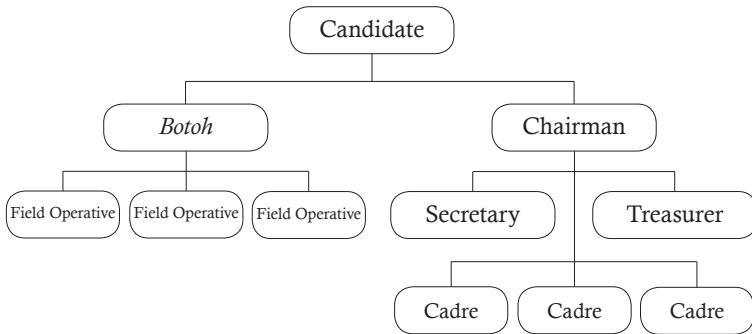 Candidate
Botoh
Chairman
Field Operative
Field Operative
Field Operative
Secretary
Treasurer
Cadre
Cadre
Cadre